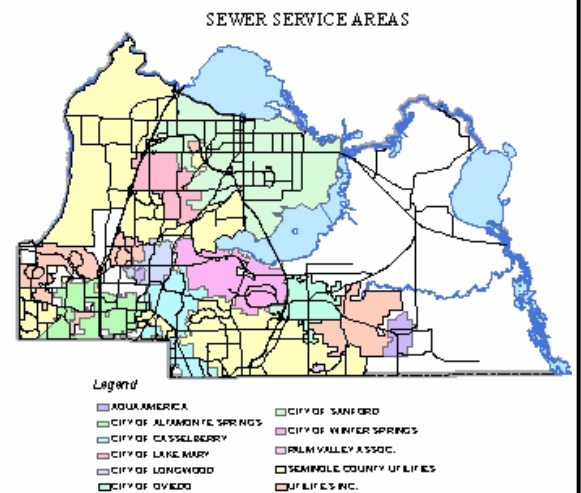 SEWER SERVICE AREAS
Legend
AQUA AMERICA
CITY OF ALTAMONTE SPRINGS
CITY OF CASSELBERRY
CITY OF LAKE MARY
CITY OF LONGWOOD
CITY OF OVIEDO
CITY OF SANFORD
CITY OF WINTER SPRINGS
PALM VALLEY ASSOC.
SEMINOLE COUNTY UTILITIES
UTILITIES INC.